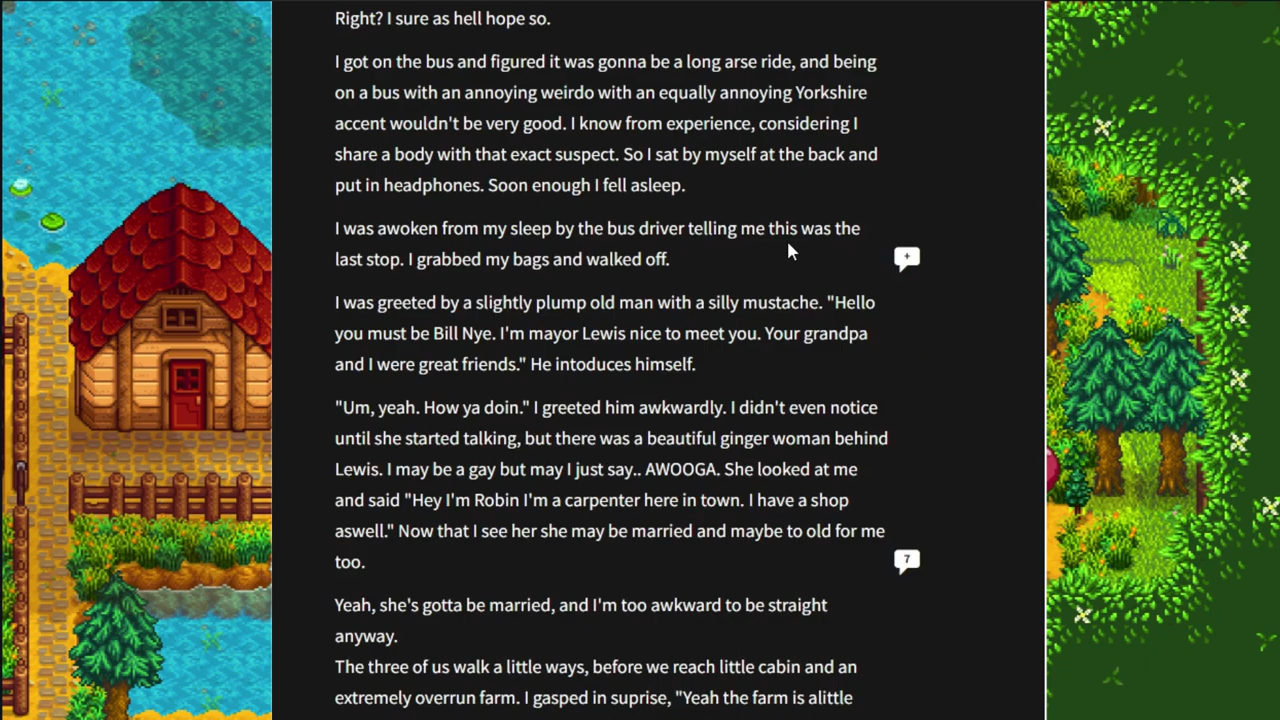 Right? I sure as hell hope so.
I got on the bus and figured it was gonna be a long arse ride, and being
on a bus with an annoying weirdo with an equally annoying Yorkshire
accent wouldn't be very good. I know from experience, considering I
share a body with that exact suspect. So I sat by myself at the back and
put in headphones. Soon enough I fell asleep.
I was awoken from my sleep by the bus driver telling me this was the
last stop. I grabbed my bags and walked off.
+
I was greeted by a slightly plump old man with a silly mustache. "Hello
you must be Bill Nye. I'm mayor Lewis nice to meet you. Your grandpa
and I were great friends." He intoduces himself.
"Um, yeah. How ya doin." I greeted him awkwardly. I didn't even notice
until she started talking, but there was a beautiful ginger woman behind
Lewis. I may be a gay but may I just say.. AWOOGA. She looked at me
and said "Hey I'm Robin I'm a carpenter here in town. I have a shop
aswell." Now that I see her she may be married and maybe to old for me
too.
7
Yeah, she's gotta be married, and I'm too awkward to be straight
anyway.
The three of us walk a little ways, before we reach little cabin and an
extremely overrun farm. I gasped in suprise, "Yeah the farm is alittle